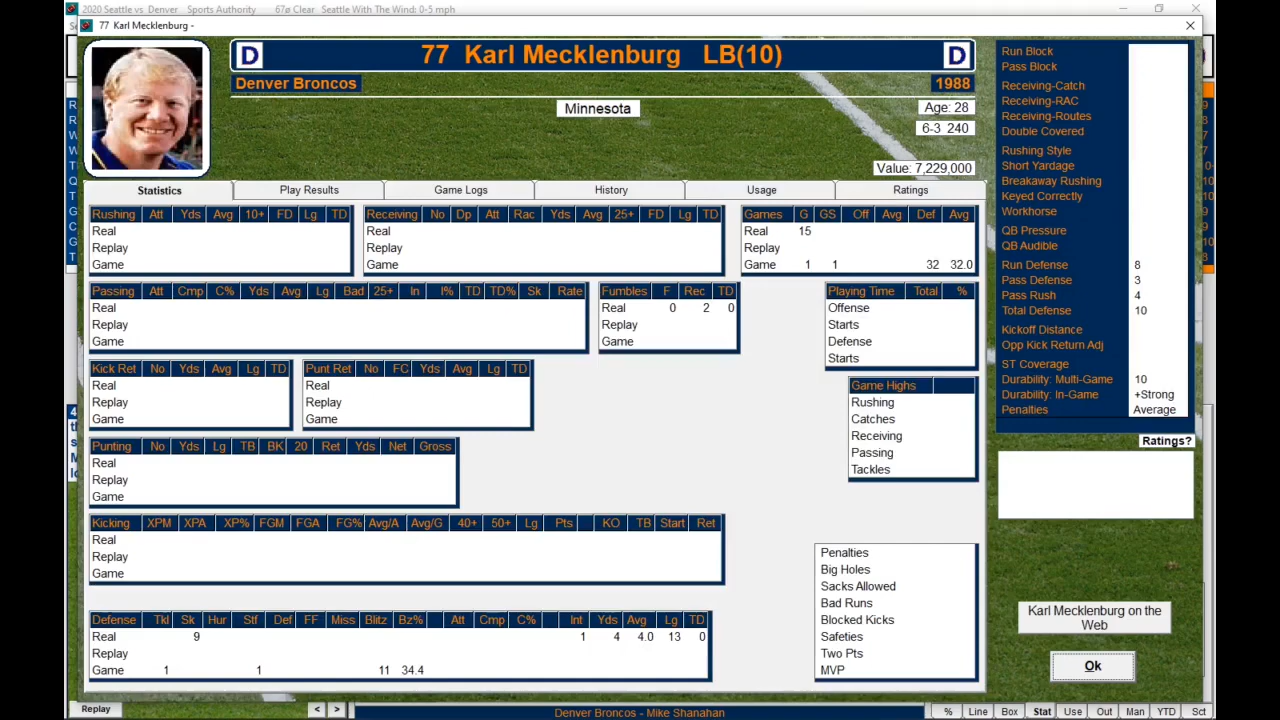 2020 Seattle vs Denver Sports Authority 67ø Clear Seattle With The Wind: 0-5 mph
77 Karl Mecklenburg -
D 77 Karl Mecklenburg LB(10) D
Denver Broncos 1988
Minnesota Age: 28
6-3 240
Value: 7,229,000
Statistics Play Results Game Logs History Usage Ratings
Rushing Att Yds Avg 10+ FD Lg TD
Real
Replay
Game
Receiving No Dp Att Rac Yds Avg 25+ FD Lg TD
Real
Replay
Game
Games G GS Off Avg Def Avg
Real 15
Replay
Game 1 1 32 32.0
Passing Att Cmp C% Yds Avg Lg Bad 25+ In I% TD TD% Sk Rate
Real
Replay
Game
Fumbles F Rec TD
Real 0 2 0
Replay
Game
Playing Time Total %
Offense
Starts
Defense
Starts
Kick Ret No Yds Avg Lg TD
Real
Replay
Game
Punt Ret No FC Yds Avg Lg TD
Real
Replay
Game
Game Highs
Rushing
Catches
Receiving
Passing
Tackles
Punting No Yds Lg TB BK 20 Ret Yds Net Gross
Real
Replay
Game
Kicking XPM XPA XP% FGM FGA FG% Avg/A Avg/G 40+ 50+ Lg Pts KO TB Start Ret
Real
Replay
Game
Penalties
Big Holes
Sacks Allowed
Bad Runs
Blocked Kicks
Safeties
Two Pts
MVP
Defense Tkl Sk Hur Stf Def FF Miss Blitz Bz% Att Cmp C% Int Yds Avg Lg TD
Real 9 1 4 4.0 13 0
Replay
Game 1 1 11 34.4
Run Block
Pass Block
Receiving-Catch
Receiving-RAC
Receiving-Routes
Double Covered
Rushing Style
Short Yardage
Breakaway Rushing
Keyed Correctly
Workhorse
QB Pressure
QB Audible
Run Defense 8
Pass Defense 3
Pass Rush 4
Total Defense 10
Kickoff Distance
Opp Kick Return Adj
ST Coverage
Durability: Multi-Game 10
Durability: In-Game +Strong
Penalties Average
Ratings?
Karl Mecklenburg on the
Web
Ok
Replay < > Denver Broncos - Mike Shanahan % Line Box Stat Use Out Man YTD Sct